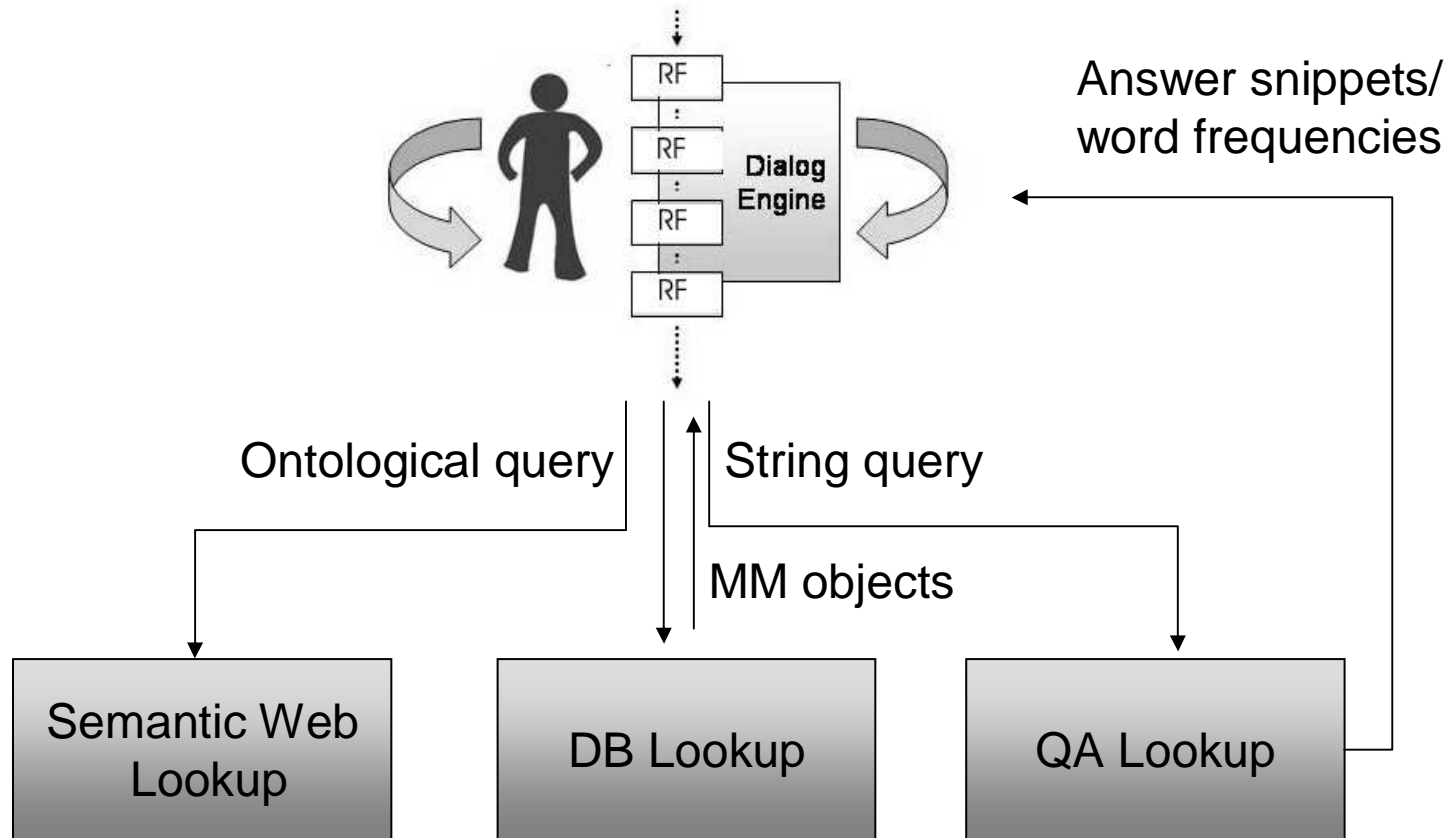 RF
RF
RF
RF
Dialog
Engine
Answer snippets/
word frequencies
Ontological query
String query
MM objects
Semantic Web
Lookup
DB Lookup
QA Lookup